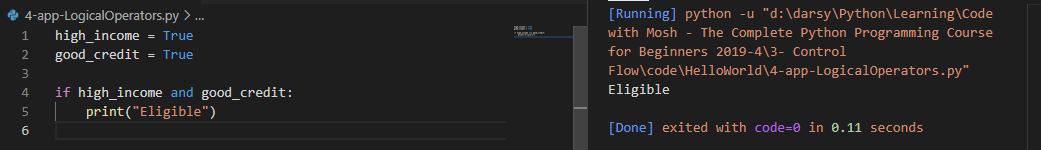 4-app-LogicalOperators.py > ...
1 high_income = True
2 good_credit = True
3
4 if high_income and good_credit:
5     print("Eligible")
6
[Running] python -u "d:\darsy\Python\Learning\Code
with Mosh - The Complete Python Programming Course
for Beginners 2019-4\3- Control
Flow\code\HelloWorld\4-app-LogicalOperators.py"
Eligible
[Done] exited with code=0 in 0.11 seconds